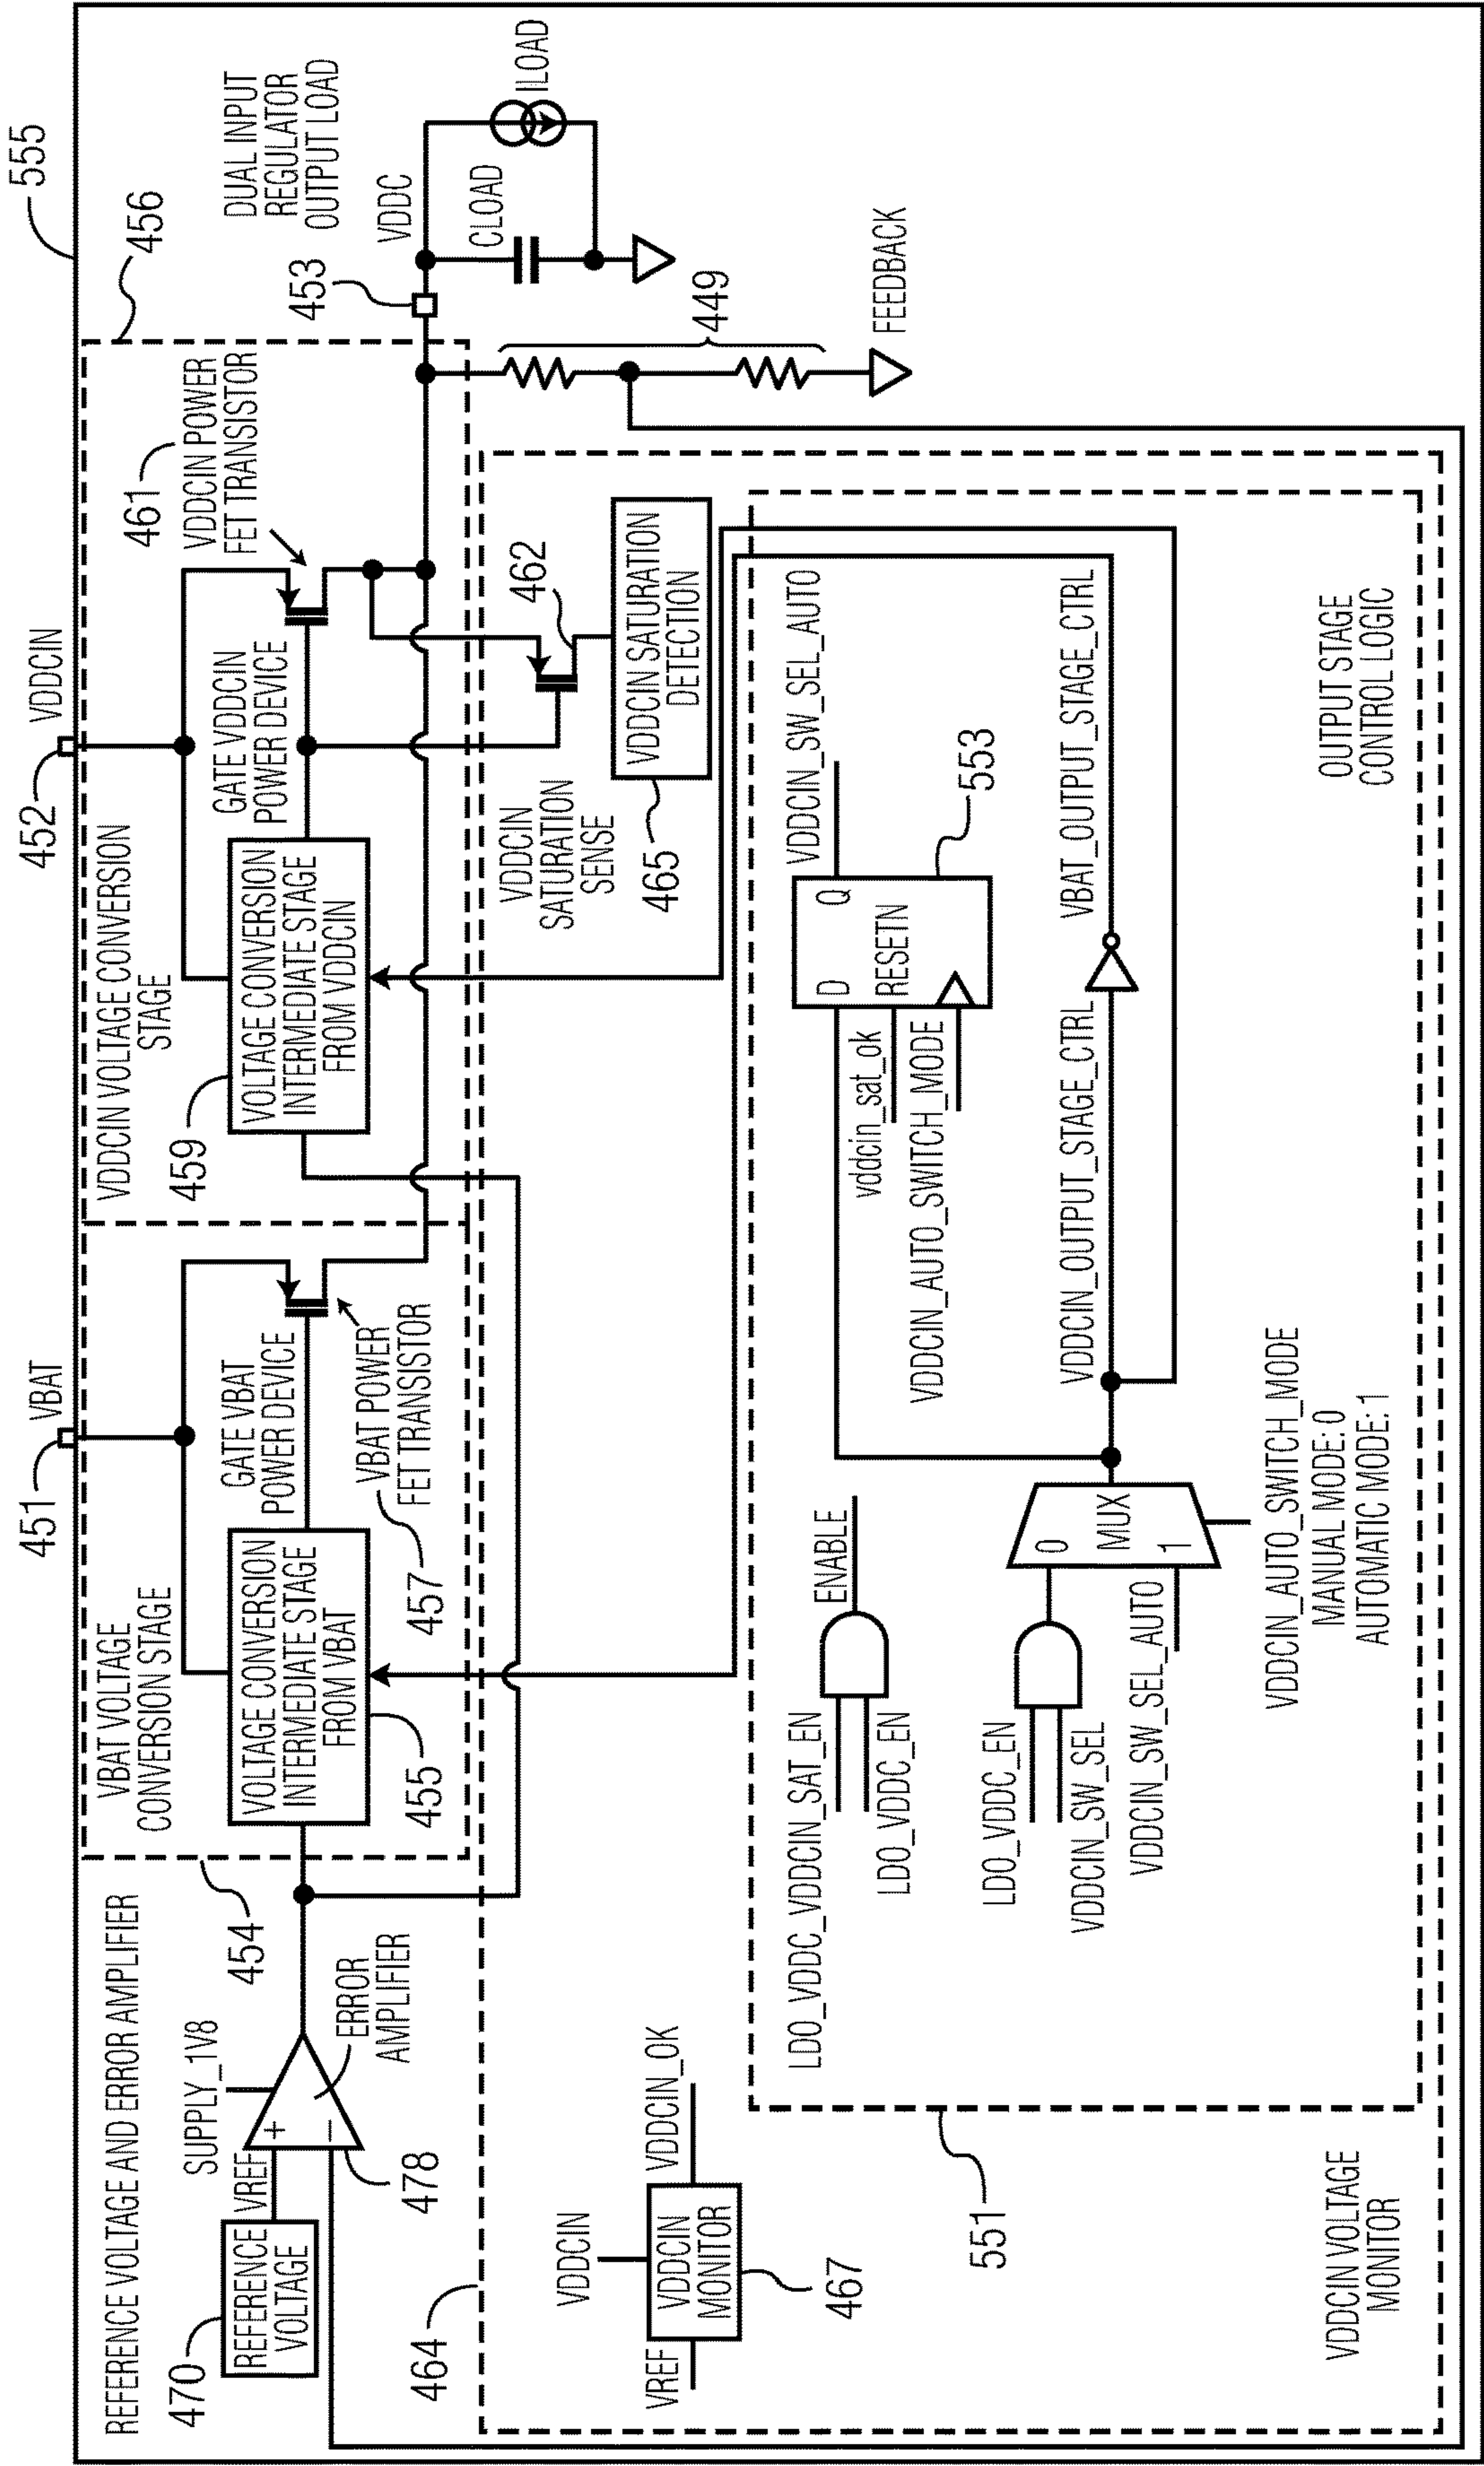 555
451
VBAT
452
VDDCIN
REFERENCE VOLTAGE AND ERROR AMPLIFIER
470
REFERENCE
VOLTAGE
VREF
SUPPLY_1V8
+
−
478
ERROR
AMPLIFIER
454
VBAT VOLTAGE
CONVERSION STAGE
VOLTAGE CONVERSION
INTERMEDIATE STAGE
FROM VBAT
455
GATE VBAT
POWER DEVICE
VBAT POWER
FET TRANSISTOR
457
VDDCIN VOLTAGE CONVERSION
STAGE
459
VOLTAGE CONVERSION
INTERMEDIATE STAGE
FROM VDDCIN
GATE VDDCIN
POWER DEVICE
461
VDDCIN POWER
FET TRANSISTOR
456
453
DUAL INPUT
REGULATOR
OUTPUT LOAD
VDDC
CLOAD
ILOAD
449
FEEDBACK
464
VDDCIN
VREF
VDDCIN
MONITOR
VDDCIN_OK
467
VDDCIN
SATURATION
SENSE
462
VDDCIN SATURATION
DETECTION
465
551
LDO_VDDC_VDDCIN_SAT_EN
LDO_VDDC_EN
ENABLE
LDO_VDDC_EN
VDDCIN_SW_SEL
VDDCIN_SW_SEL_AUTO
0
MUX
1
VDDCIN_AUTO_SWITCH_MODE
MANUAL MODE: 0
AUTOMATIC MODE: 1
vddcin_sat_ok
VDDCIN_AUTO_SWITCH_MODE
D
Q
RESETN
553
VDDCIN_SW_SEL_AUTO
VDDCIN_OUTPUT_STAGE_CTRL
VBAT_OUTPUT_STAGE_CTRL
OUTPUT STAGE
CONTROL LOGIC
VDDCIN VOLTAGE
MONITOR